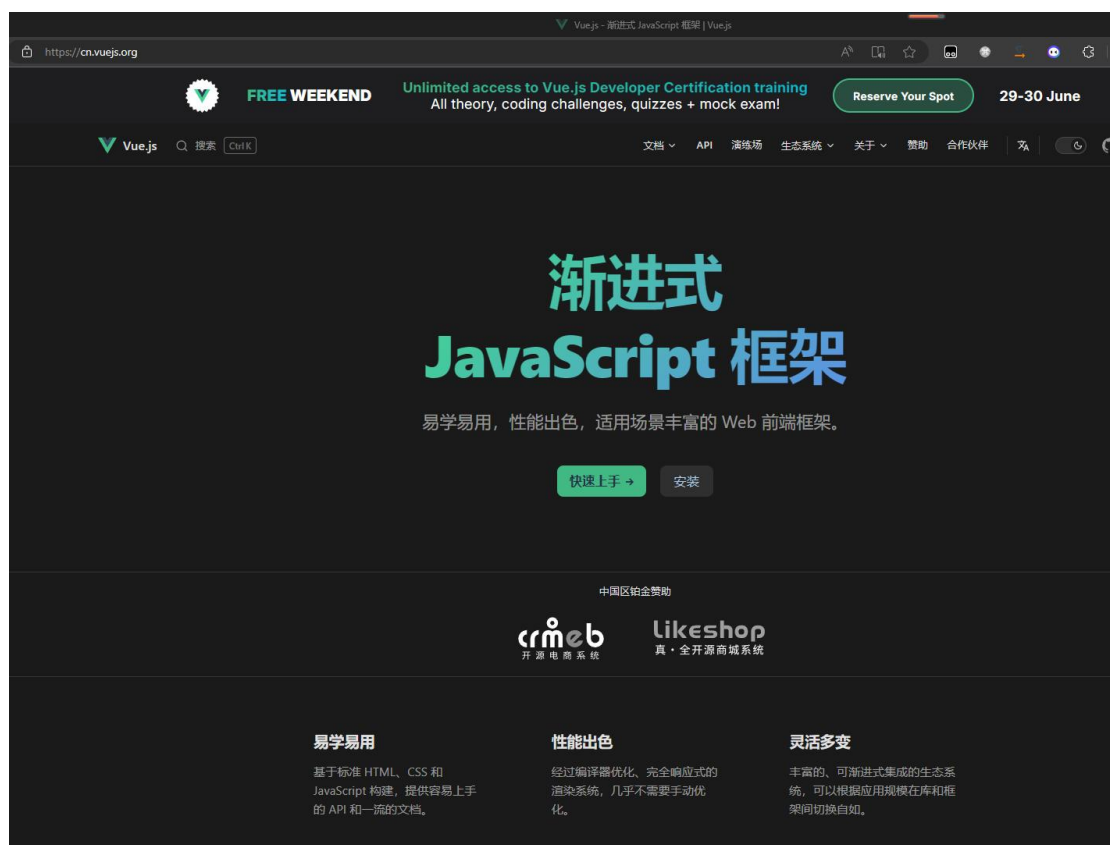 Vue.js - 渐进式 JavaScript 框架 | Vue.js
https://cn.vuejs.org
FREE WEEKEND
Unlimited access to Vue.js Developer Certification training
All theory, coding challenges, quizzes + mock exam!
Reserve Your Spot
29-30 June
Vue.js 搜索 Ctrl K 文档 API 演练场 生态系统 关于 赞助 合作伙伴
渐进式
JavaScript 框架
易学易用，性能出色，适用场景丰富的 Web 前端框架。
快速上手 → 安装
中国区铂金赞助
crmeb
开源电商系统
likeshop
真·全开源商城系统
易学易用
基于标准 HTML、CSS 和
JavaScript 构建，提供容易上手
的 API 和一流的文档。
性能出色
经过编译器优化、完全响应式的
渲染系统，几乎不需要手动优
化。
灵活多变
丰富的、可渐进式集成的生态系
统，可以根据应用规模在库和框
架间切换自如。